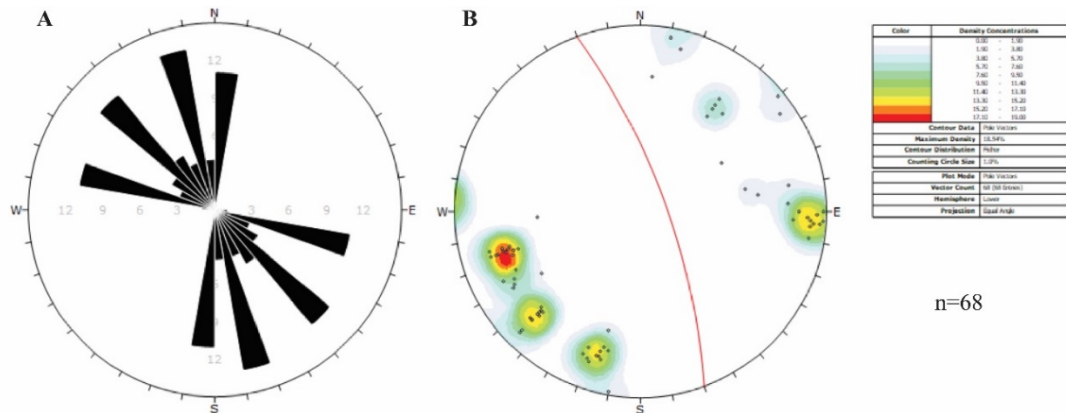 A
N
W
E
S
12
9
6
3
3
6
9
12
12
12
B
N
W
E
S
Color Density Concentrations
0.00 - 1.90
1.90 - 3.80
3.80 - 5.70
5.70 - 7.60
7.60 - 9.50
9.50 - 11.40
11.40 - 13.30
13.30 - 15.20
15.20 - 17.10
17.10 - 19.00
Contour Data Pole Vectors
Maximum Density 18.54%
Contour Distribution Fisher
Counting Circle Size 1.0%
Plot Mode Pole Vectors
Vector Count 68 (68 Entries)
Hemisphere Lower
Projection Equal Angle
n=68